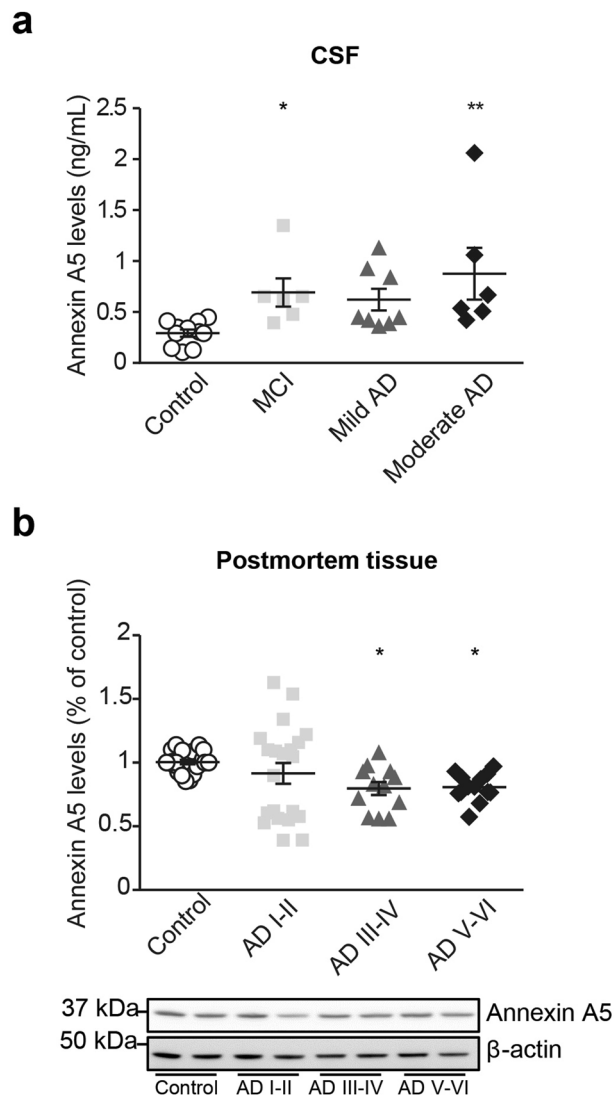 a
CSF
Annexin A5 levels (ng/mL)
2.5
2
1.5
1
0.5
0
* **
Control MCI Mild AD Moderate AD
b
Postmortem tissue
Annexin A5 levels (% of control)
2
1.5
1
0.5
0
* *
Control AD I-II AD III-IV AD V-VI
37 kDa Annexin A5
50 kDa β-actin
Control AD I-II AD III-IV AD V-VI